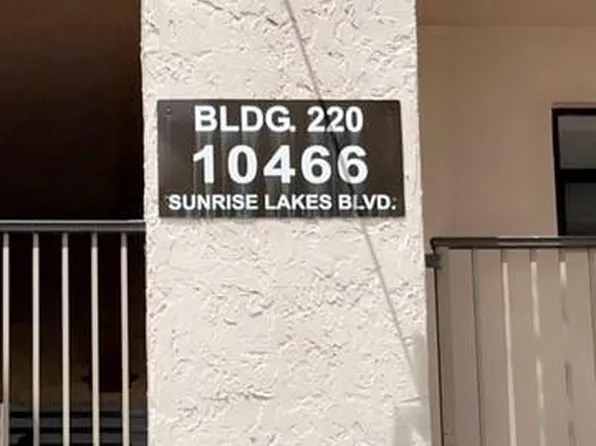 BLDG. 220
10466
SUNRISE LAKES BLVD.